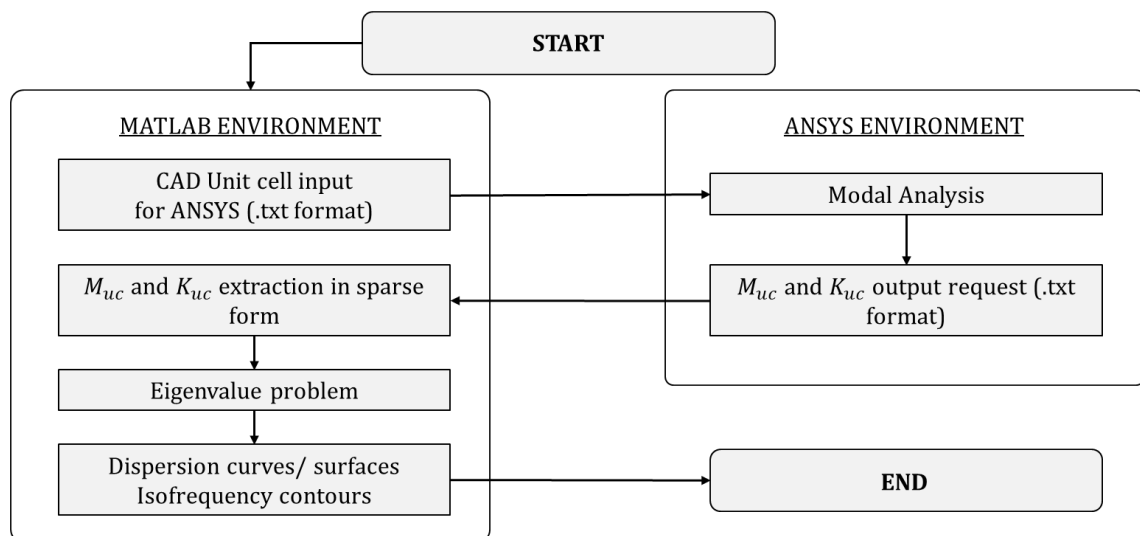 START
MATLAB ENVIRONMENT
CAD Unit cell input
for ANSYS (.txt format)
M_uc and K_uc extraction in sparse
form
Eigenvalue problem
Dispersion curves/ surfaces
Isofrequency contours
ANSYS ENVIRONMENT
Modal Analysis
M_uc and K_uc output request (.txt
format)
END